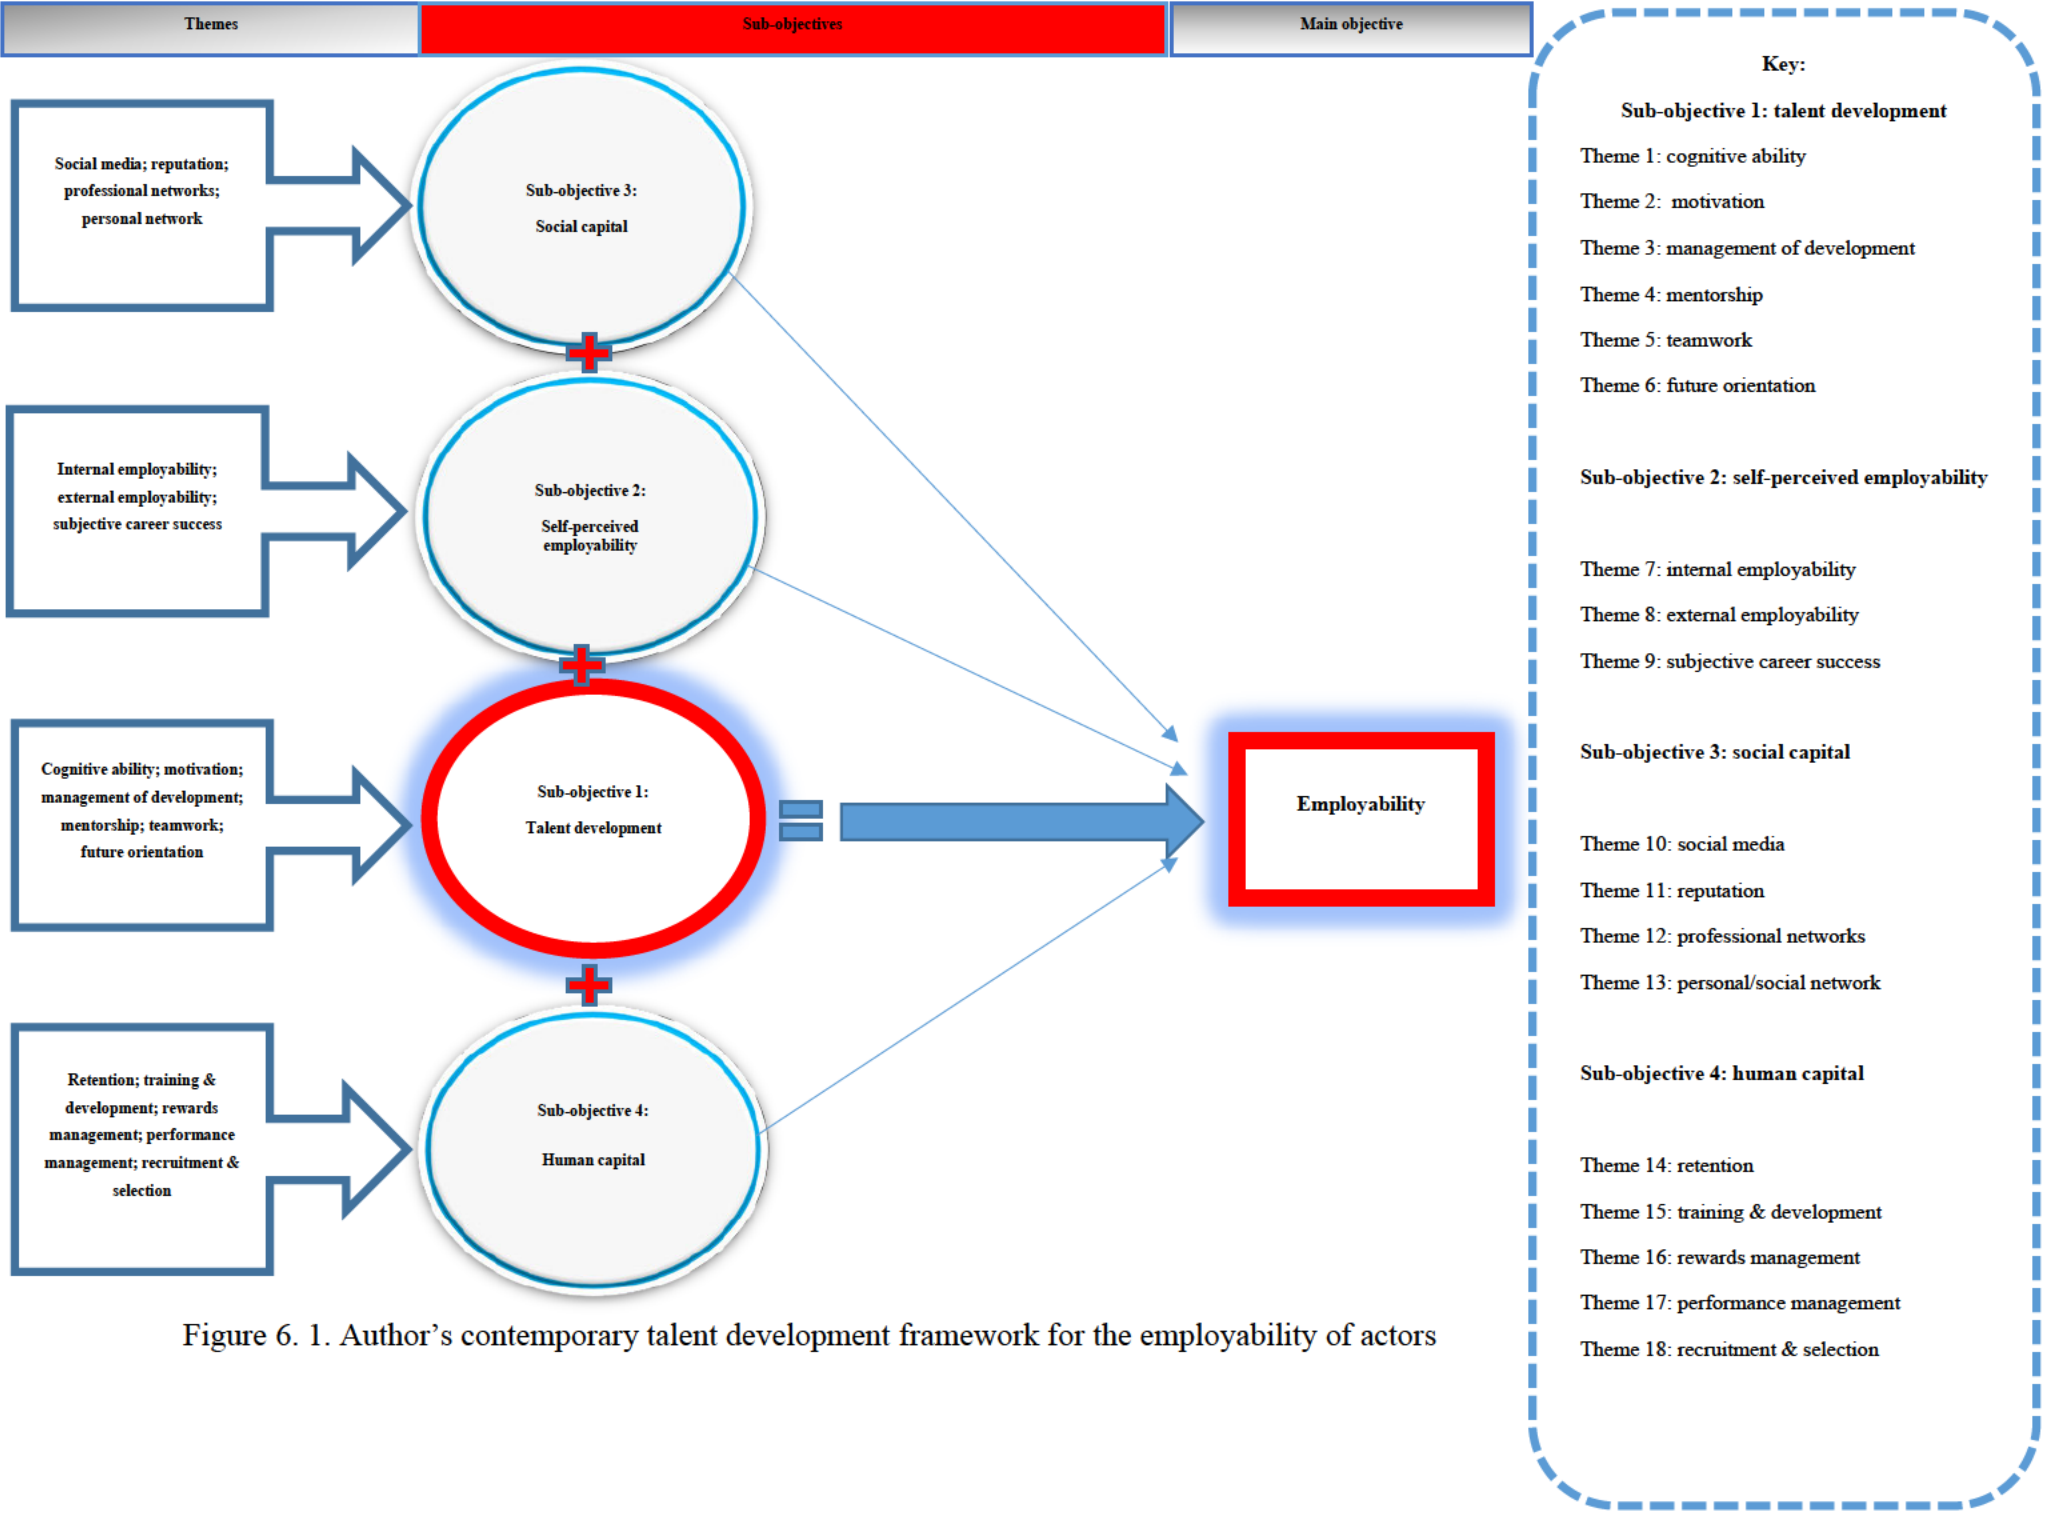 Themes
Sub-objectives
Main objective
Social media; reputation;
professional networks;
personal network
Sub-objective 3:
Social capital
Internal employability;
external employability;
subjective career success
Sub-objective 2:
Self-perceived
employability
Cognitive ability; motivation;
management of development;
mentorship; teamwork;
future orientation
Sub-objective 1:
Talent development
Employability
Retention; training &
development; rewards
management; performance
management; recruitment &
selection
Sub-objective 4:
Human capital
Figure 6. 1. Author’s contemporary talent development framework for the employability of actors
Key:
Sub-objective 1: talent development
Theme 1: cognitive ability
Theme 2:  motivation
Theme 3: management of development
Theme 4: mentorship
Theme 5: teamwork
Theme 6: future orientation
Sub-objective 2: self-perceived employability
Theme 7: internal employability
Theme 8: external employability
Theme 9: subjective career success
Sub-objective 3: social capital
Theme 10: social media
Theme 11: reputation
Theme 12: professional networks
Theme 13: personal/social network
Sub-objective 4: human capital
Theme 14: retention
Theme 15: training & development
Theme 16: rewards management
Theme 17: performance management
Theme 18: recruitment & selection